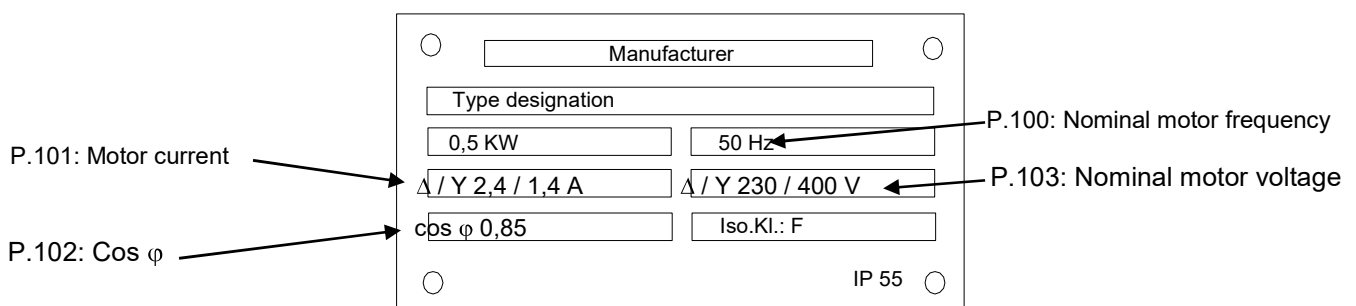 Manufacturer
Type designation
P.100: Nominal motor frequency
0,5 KW
50 Hz
P.101: Motor current
Δ / Y 2,4 / 1,4 A
Δ / Y 230 / 400 V
P.103: Nominal motor voltage
cos φ 0,85
Iso.Kl.: F
P.102: Cos φ
IP 55